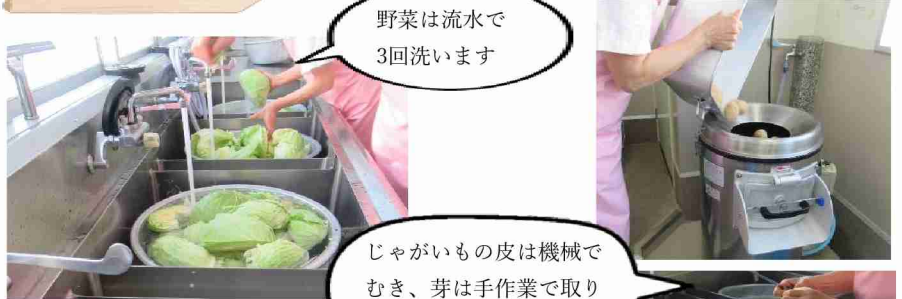 野菜は流水で
3回洗います
じゃがいもの皮は機械で
むき、芽は手作業で取り